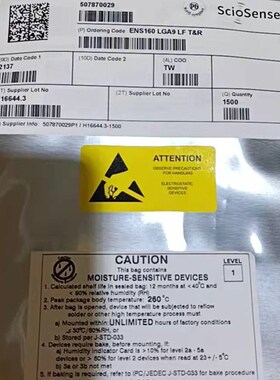 507870029
ScioSense
(P) Ordering Code ENS160 LGA9 LF T&R
Date Code 1
2137
(10D) Date Code 2
(4L) COO
TW
Supplier Lot No
H16644.3
(2T) Supplier Lot No
(Q) Quantity
1500
Supplier Info 507870029P1 / H16644.3-1500
ATTENTION
OBSERVE PRECAUTIONS
FOR HANDLING
ELECTROSTATIC
SENSITIVE
DEVICES
CAUTION
This bag contains
MOISTURE-SENSITIVE DEVICES
LEVEL
1
1. Calculated shelf life in sealed bag: 12 months at <40°C and
< 90% relative humidity (RH)
2. Peak package body temperature: 260 °C
3. After bag is opened, device that will be subjected to reflow
solder or other high temperature process must be
a) Mounted within UNLIMITED hours of factory conditions
≤ 30°C/60%RH, or
b) Stored per J-STD-033
4. Devices require bake, before mounting, if:
a) Humidity Indicator Card is > 10% for level 2a - 5a
devices or > 60% for level 2 devices when read at 23 ± 5°C
b) 3a or 3b not met
5. If baking is required, refer to IPC/JEDEC J-STD-033 for bake